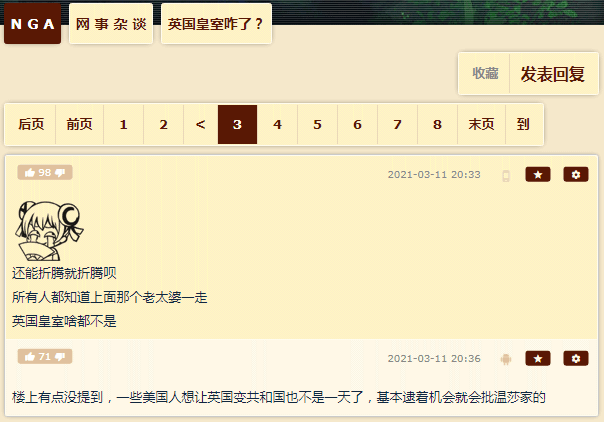 NGA 网事杂谈 英国皇室咋了？
收藏 发表回复
后页 前页 1 2 < 3 4 5 6 7 8 末页 到
98 2021-03-11 20:33
还能折腾就折腾呗
所有人都知道上面那个老太婆一走
英国皇室啥都不是
71 2021-03-11 20:36
楼上有点没提到，一些美国人想让英国变共和国也不是一天了，基本逮着机会就会批温莎家的